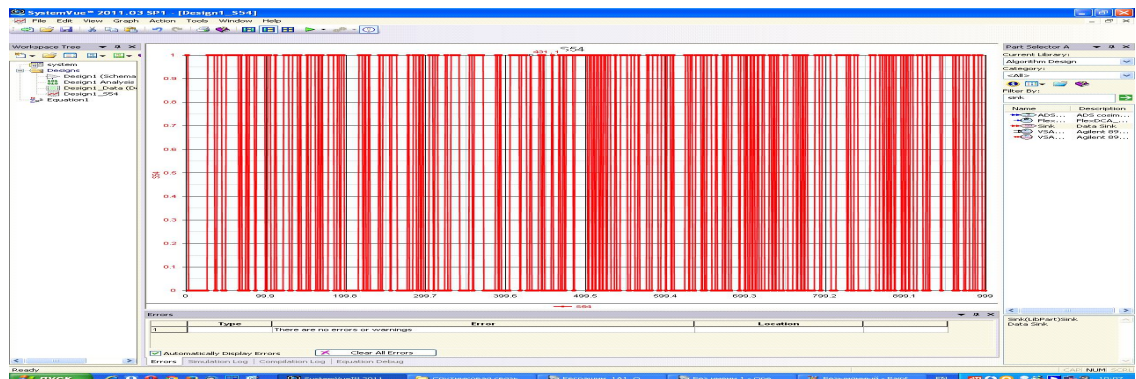 SystemVue™ 2011.03 SP1 - [Design1_S54]
File Edit View Graph Action Tools Window Help
Workspace Tree
system
Designs
Design1 (Schema
Design1 Analysis
Design1_Data (D
Design1_S54
Equation1
S54
1
0.9
0.8
0.7
0.6
0.5
0.4
0.3
0.2
0.1
0
S54
0 99.9 199.8 299.7 399.6 499.5 599.4 699.3 799.2 899.1 999
S54
Part Selector A
Current Library:
Algorithm Design
Category:
<All>
Filter By:
sink
Name Description
ADS... ADS cosim...
Flex... Flex=DCA_...
Sink Data Sink
VSA... Agilent 89...
VSA... Agilent 89...
Sink(LibPart)Sink
Data Sink
Errors
Type Error Location
1 There are no errors or warnings
Automatically Display Errors Clear All Errors
Errors Simulation Log Compilation Log Equation Debug
Ready
CAP NUM SCRL